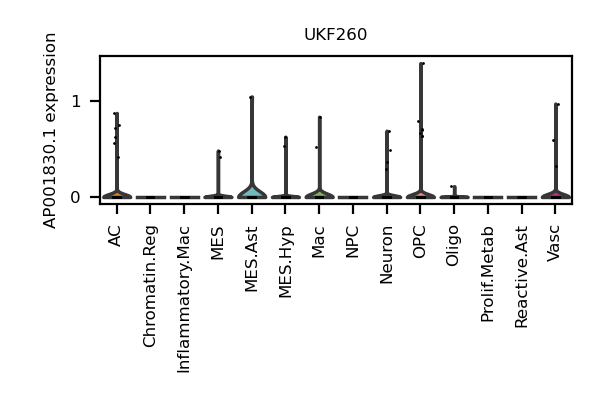 UKF260
AP001830.1 expression
1
0
AC
Chromatin.Reg
Inflammatory.Mac
MES
MES.Ast
MES.Hyp
Mac
NPC
Neuron
OPC
Oligo
Prolif.Metab
Reactive.Ast
Vasc